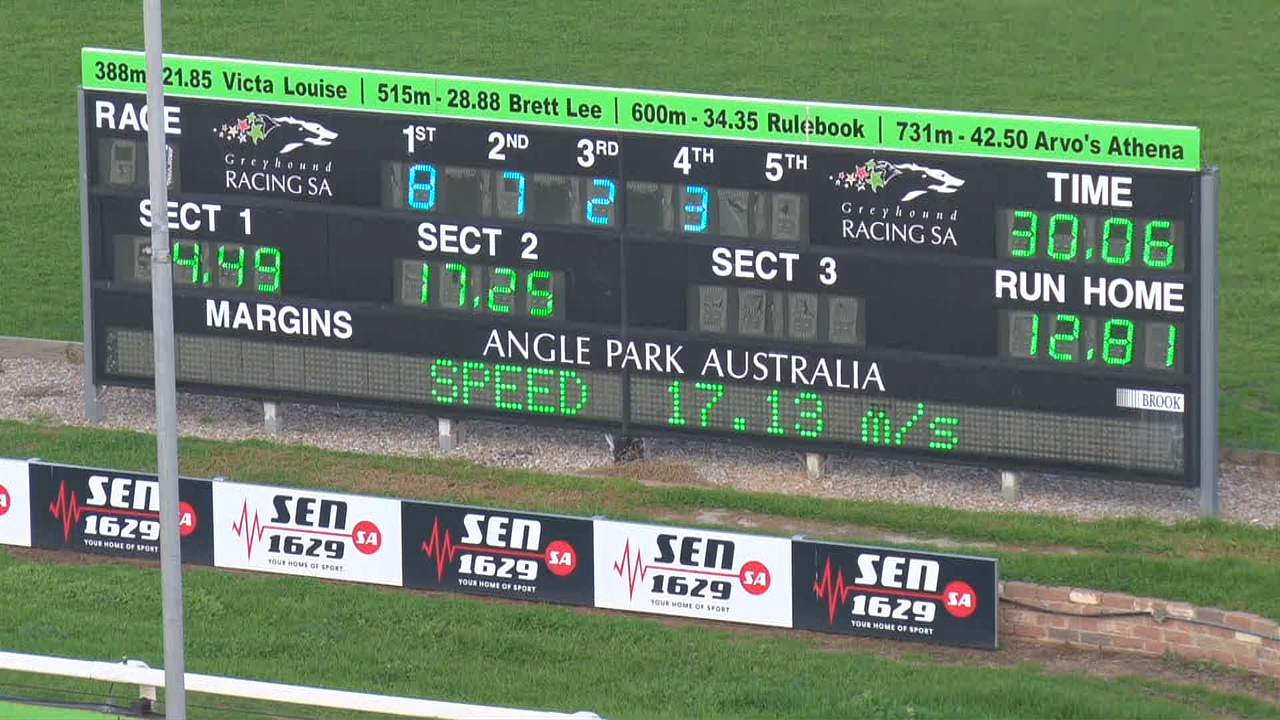 388m 21.85 Victa Louise | 515m - 28.88 Brett Lee | 600m - 34.35 Rulebook | 731m - 42.50 Arvo's Athena
RACE
Greyhound
RACING SA
1ST 2ND 3RD 4TH 5TH
8 7 2 3
Greyhound
RACING SA
TIME
30.06
SECT 1
4.49
SECT 2
17.25
SECT 3
RUN HOME
12.81
MARGINS
ANGLE PARK AUSTRALIA
SPEED 17.13 m/s
BROOK
A
SEN
1629 SA
YOUR HOME OF SPORT
SEN
1629 SA
YOUR HOME OF SPORT
SEN
1629 SA
YOUR HOME OF SPORT
SEN
1629 SA
YOUR HOME OF SPORT
SEN
1629 SA
YOUR HOME OF SPORT